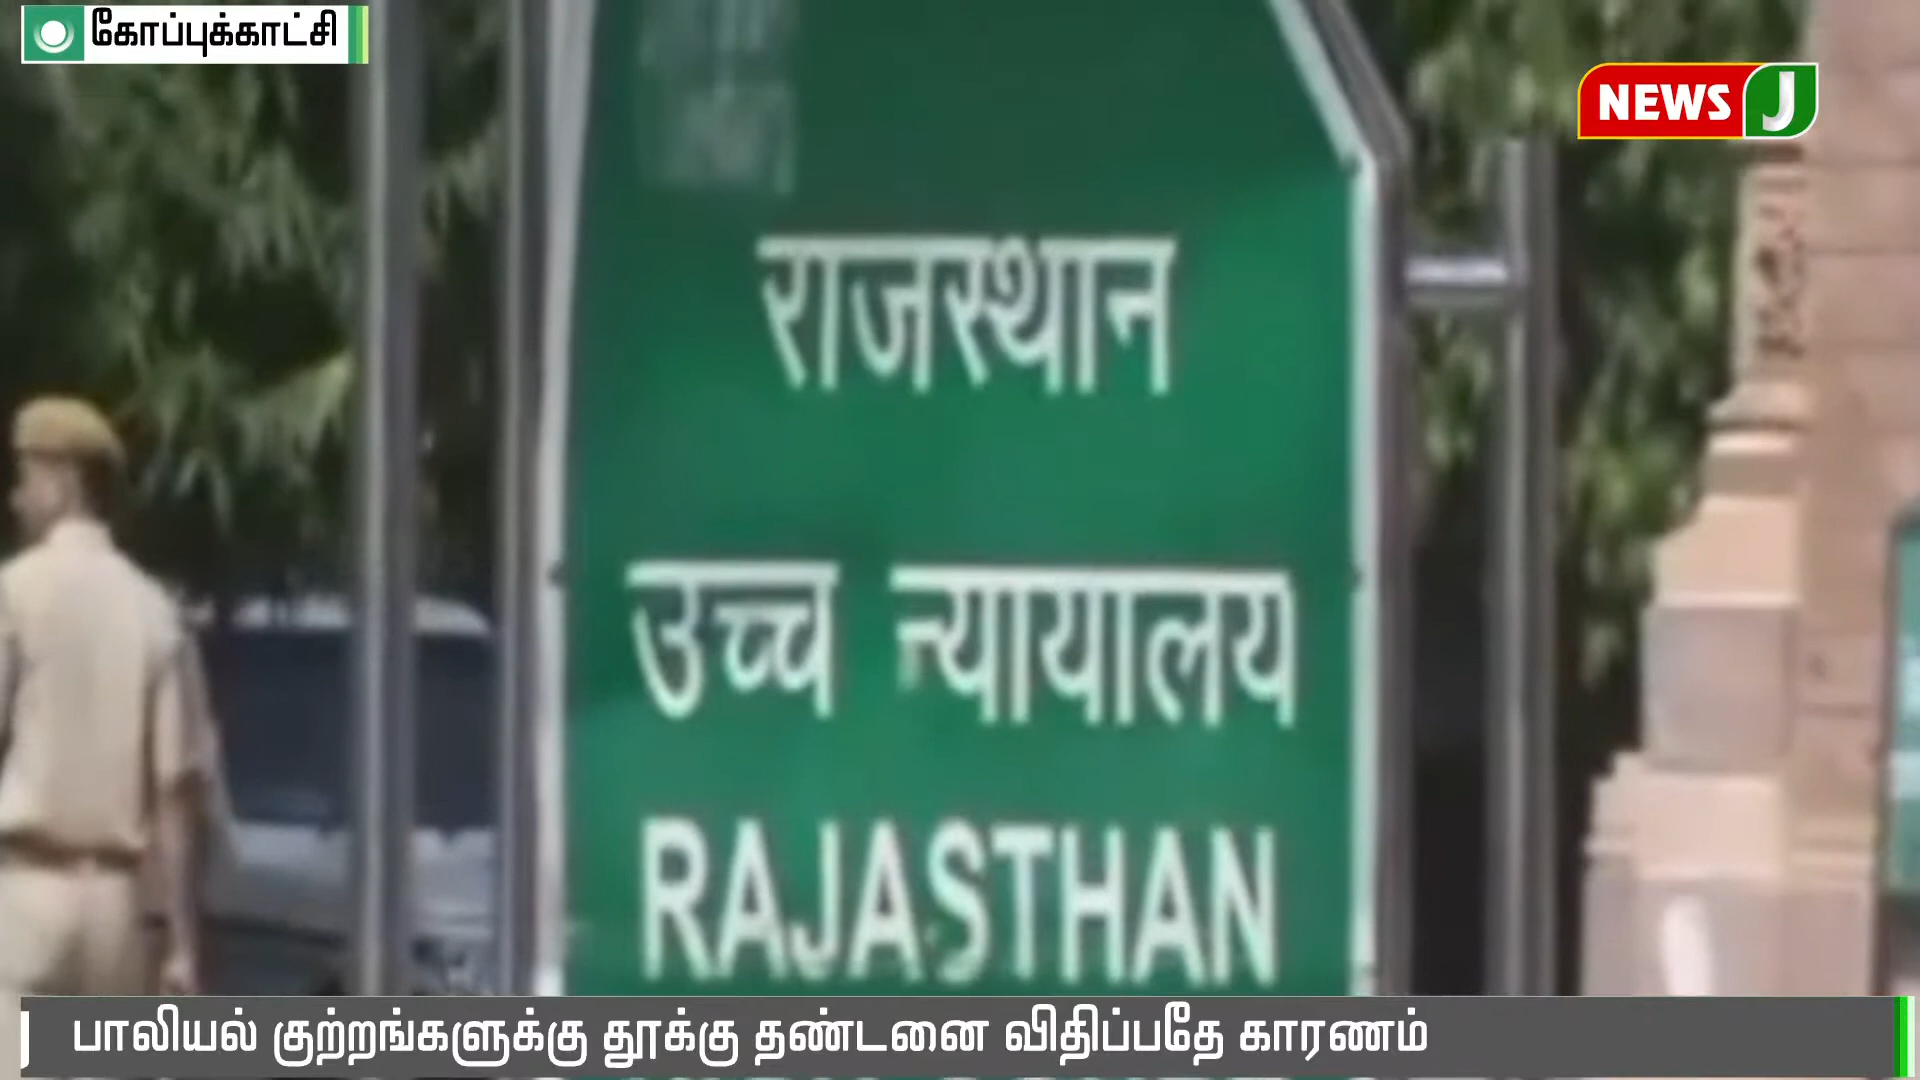 கோப்புக்காட்சி
NEWS J
राजस्थान
उच्च न्यायालय
RAJASTHAN
பாலியல் குற்றங்களுக்கு தூக்கு தண்டனை விதிப்பதே காரணம்